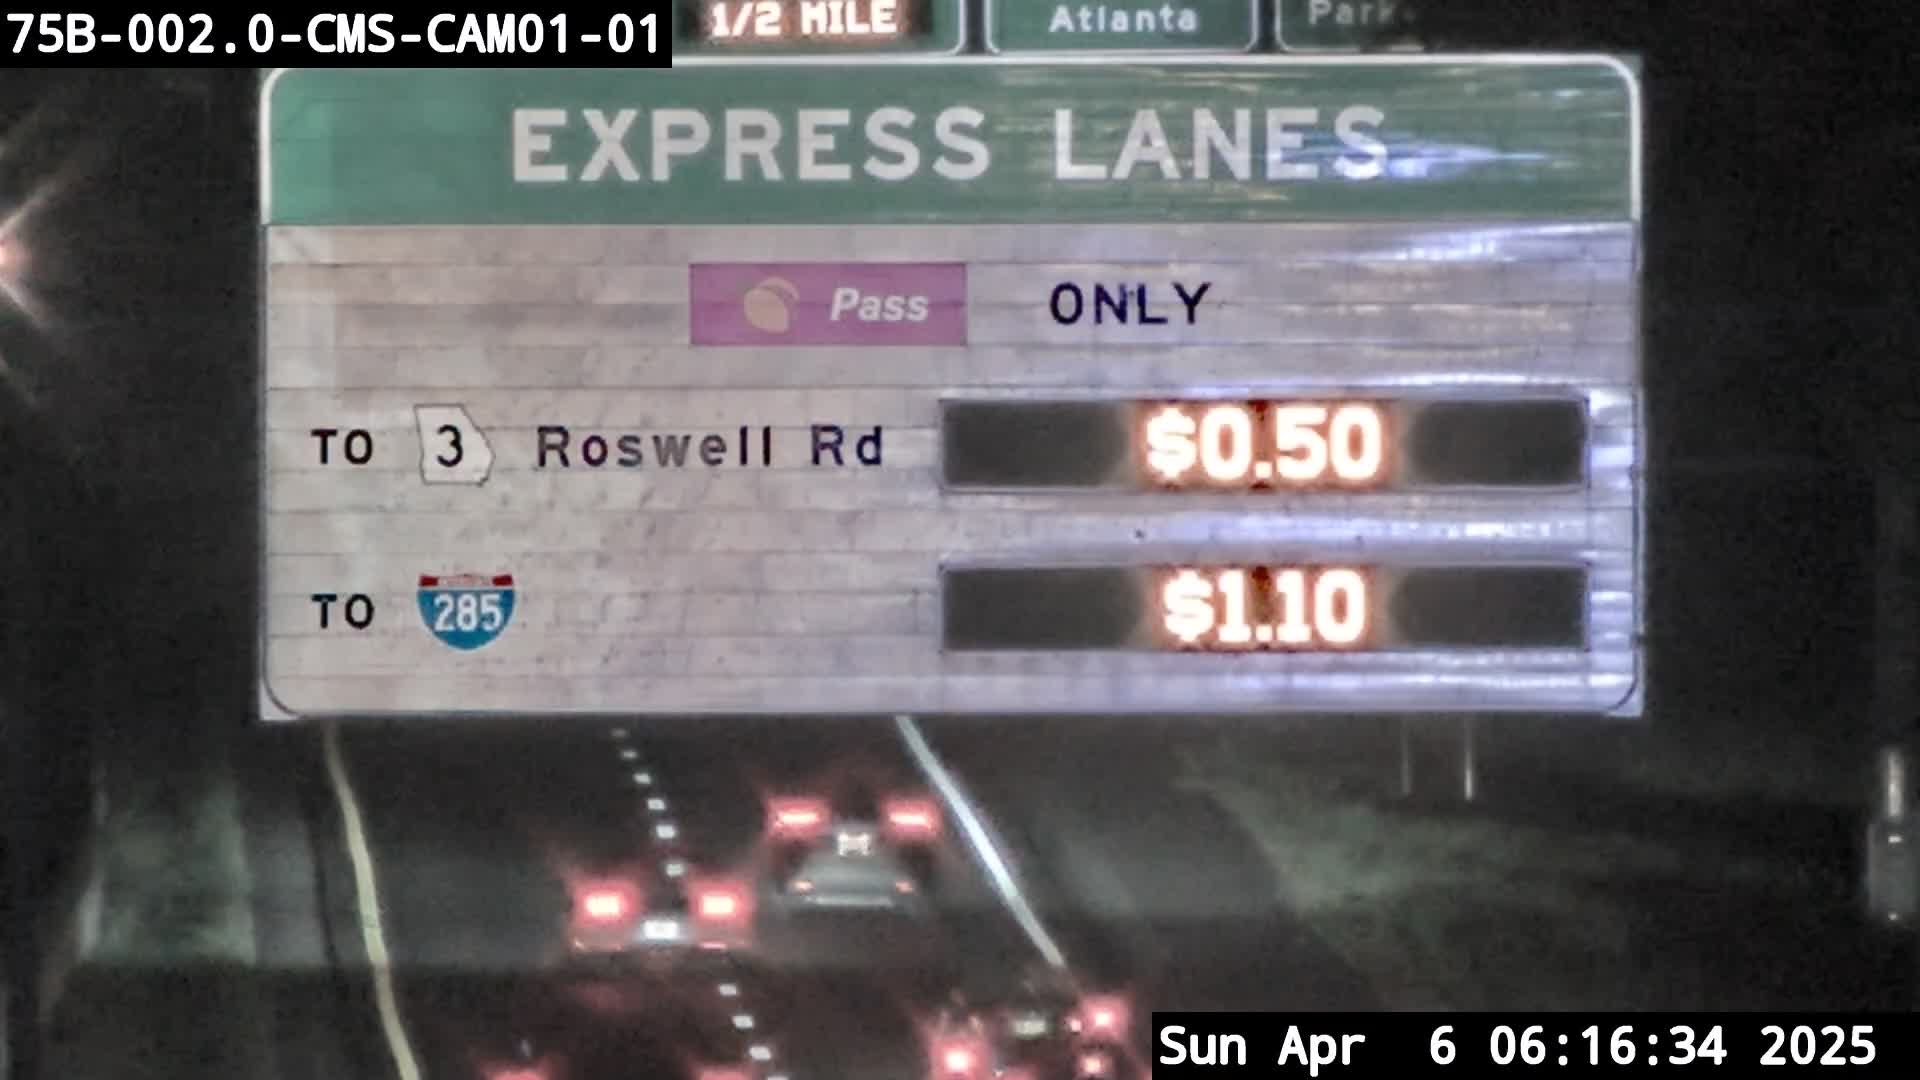 75B-002.0-CMS-CAM01-01
1/2 MILE
Atlanta
Park
EXPRESS LANES
Pass ONLY
TO 3 Roswell Rd $0.50
TO 285 $1.10
Sun Apr 6 06:16:34 2025